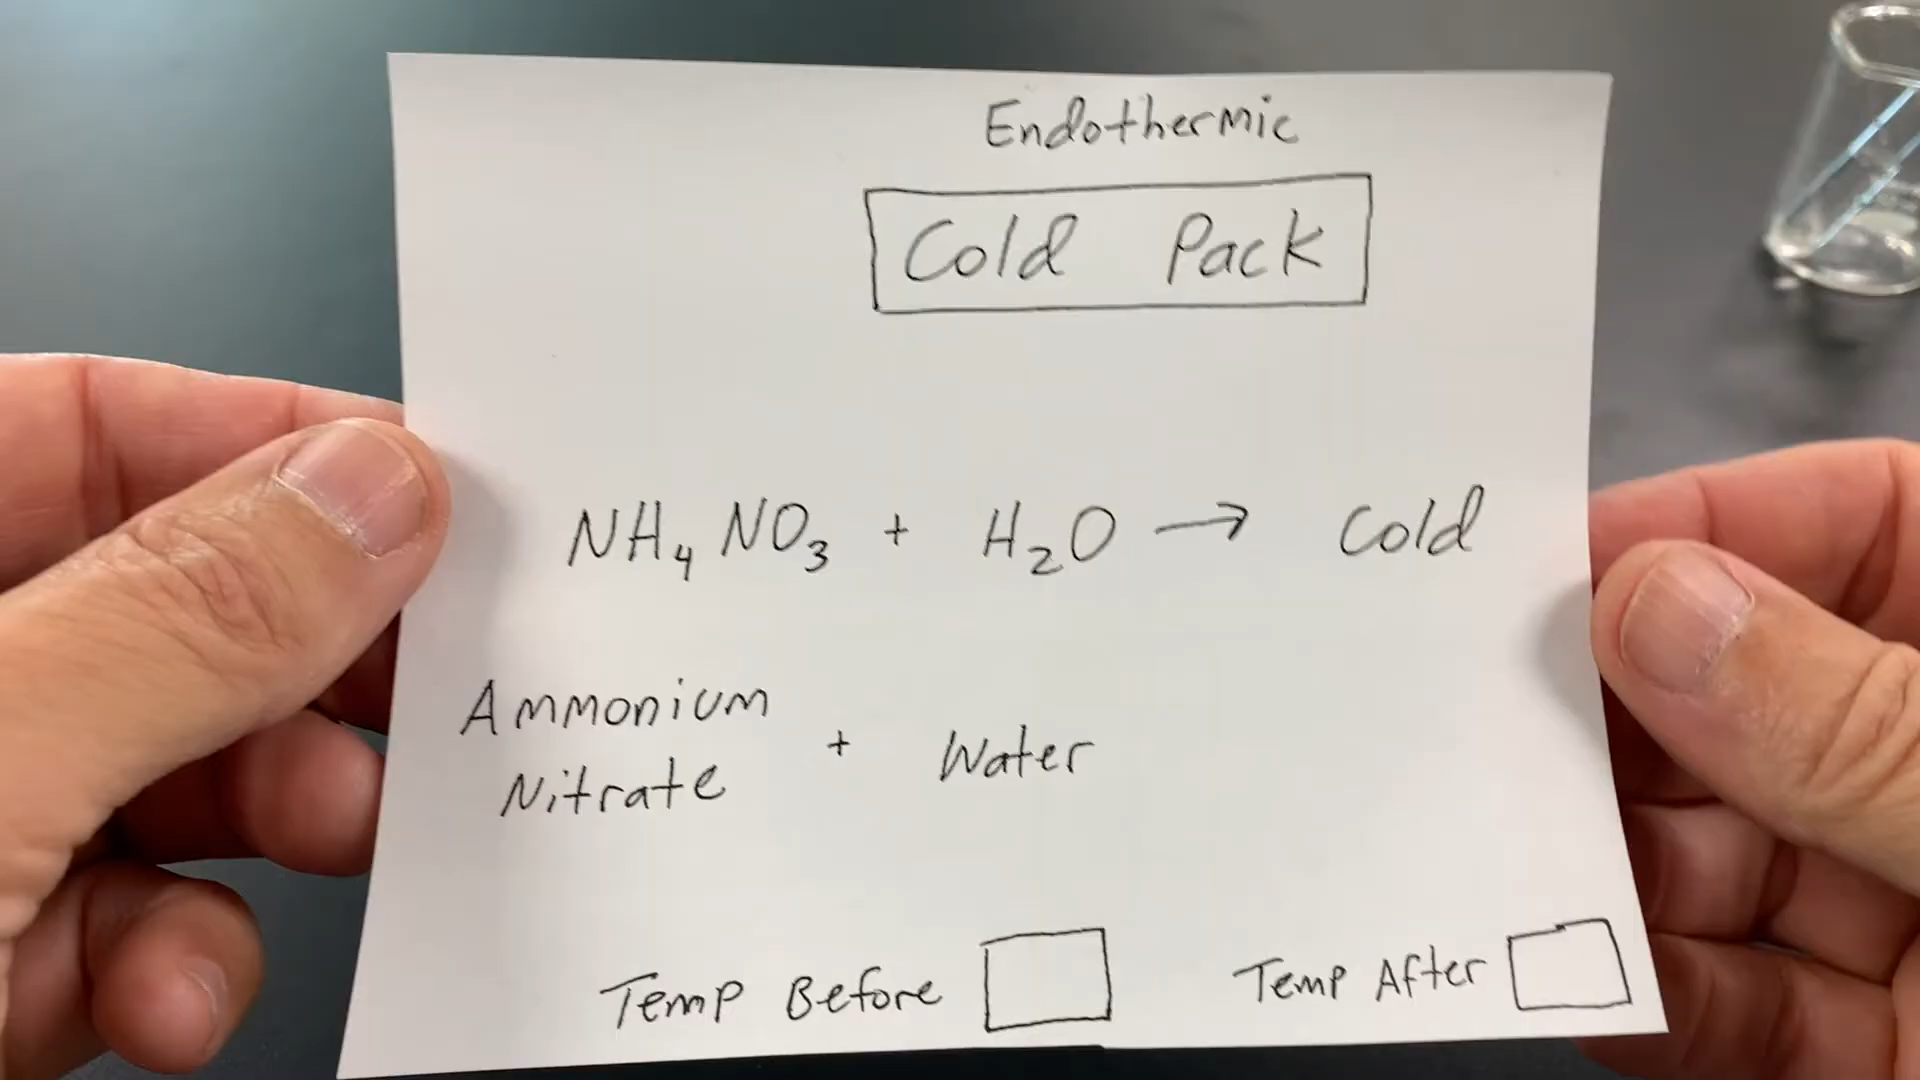 Endothermic
Cold Pack
NH₄NO₃ + H₂O → Cold
Ammonium
Nitrate + Water
Temp Before
Temp After